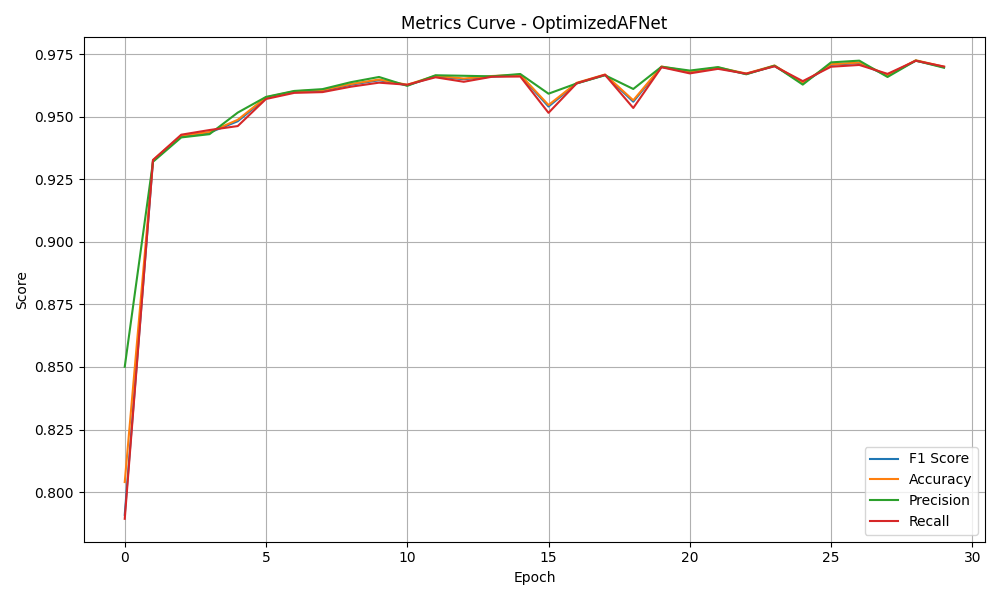 Metrics Curve - OptimizedAFNet
Score
0.975
0.950
0.925
0.900
0.875
0.850
0.825
0.800
0 5 10 15 20 25 30
Epoch
F1 Score
Accuracy
Precision
Recall